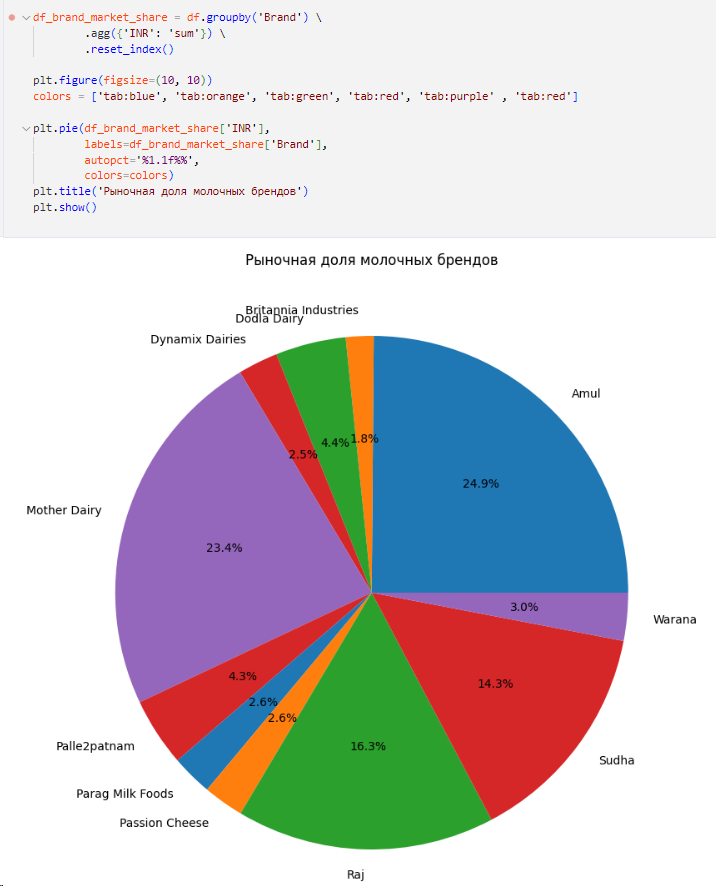 df_brand_market_share = df.groupby('Brand') \
        .agg({'INR': 'sum'}) \
        .reset_index()

plt.figure(figsize=(10, 10))
colors = ['tab:blue', 'tab:orange', 'tab:green', 'tab:red', 'tab:purple' , 'tab:red']

plt.pie(df_brand_market_share['INR'],
        labels=df_brand_market_share['Brand'],
        autopct='%1.1f%%',
        colors=colors)
plt.title('Рыночная доля молочных брендов')
plt.show()
Рыночная доля молочных брендов
Britannia Industries
Dodla Dairy
Dynamix Dairies
Amul
1.8%
4.4%
2.5%
24.9%
Mother Dairy
23.4%
3.0%
Warana
4.3%
14.3%
2.6%
2.6%
16.3%
Palle2patnam
Sudha
Parag Milk Foods
Passion Cheese
Raj